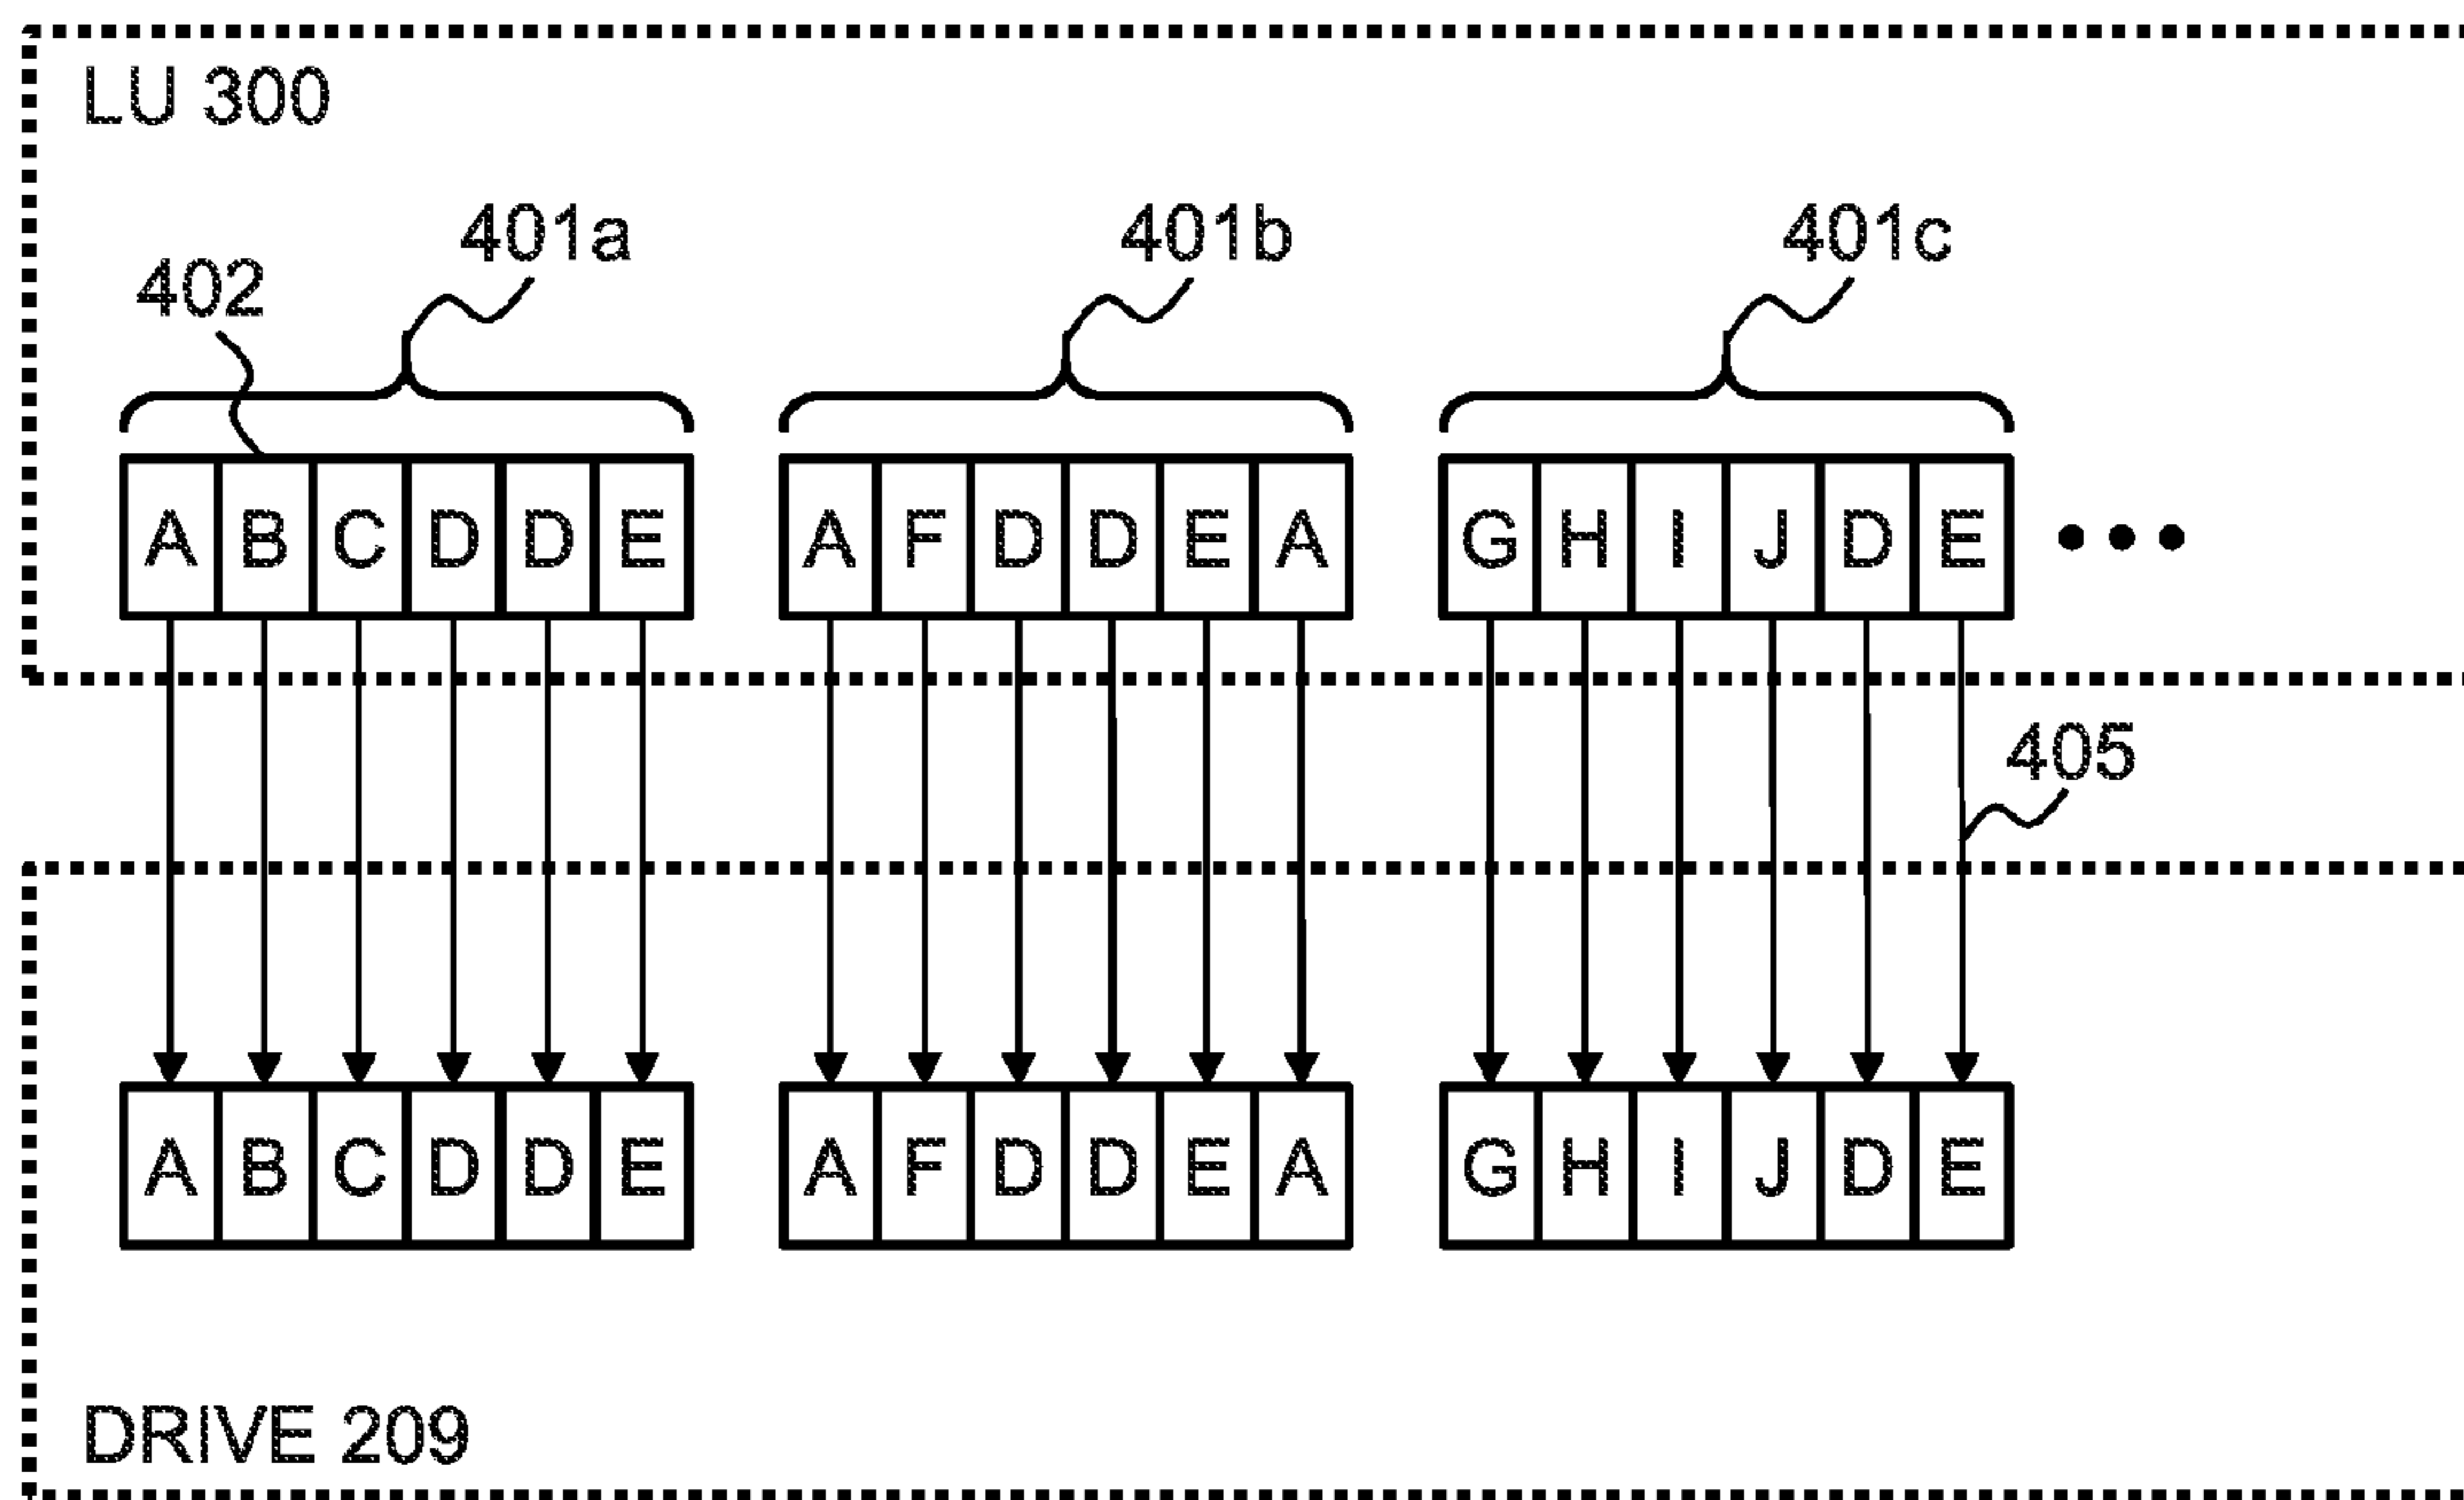 LU 300
401a 401b 401c
402
A B C D D E A F D D E A G H I J D E
405
A B C D D E A F D D E A G H I J D E
DRIVE 209